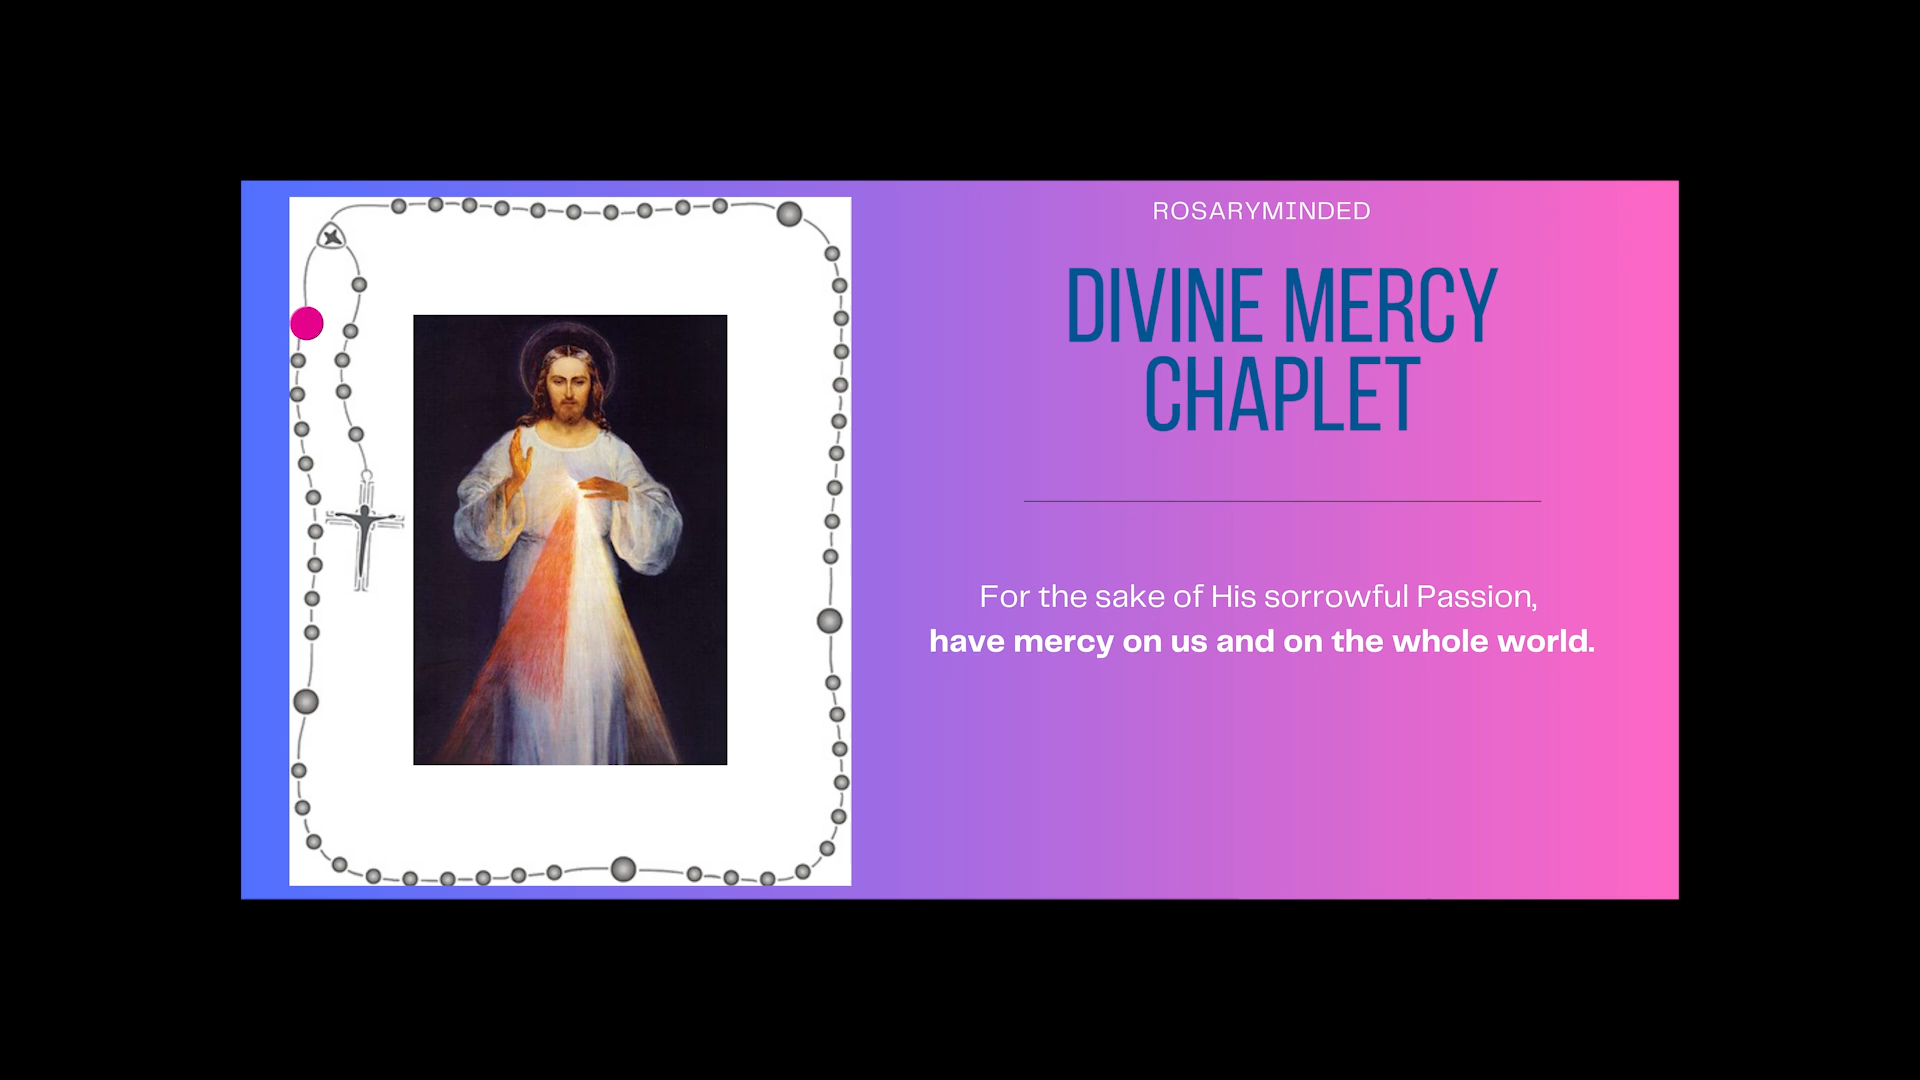 ROSARYMINDED
DIVINE MERCY
CHAPLET
For the sake of His sorrowful Passion,
have mercy on us and on the whole world.